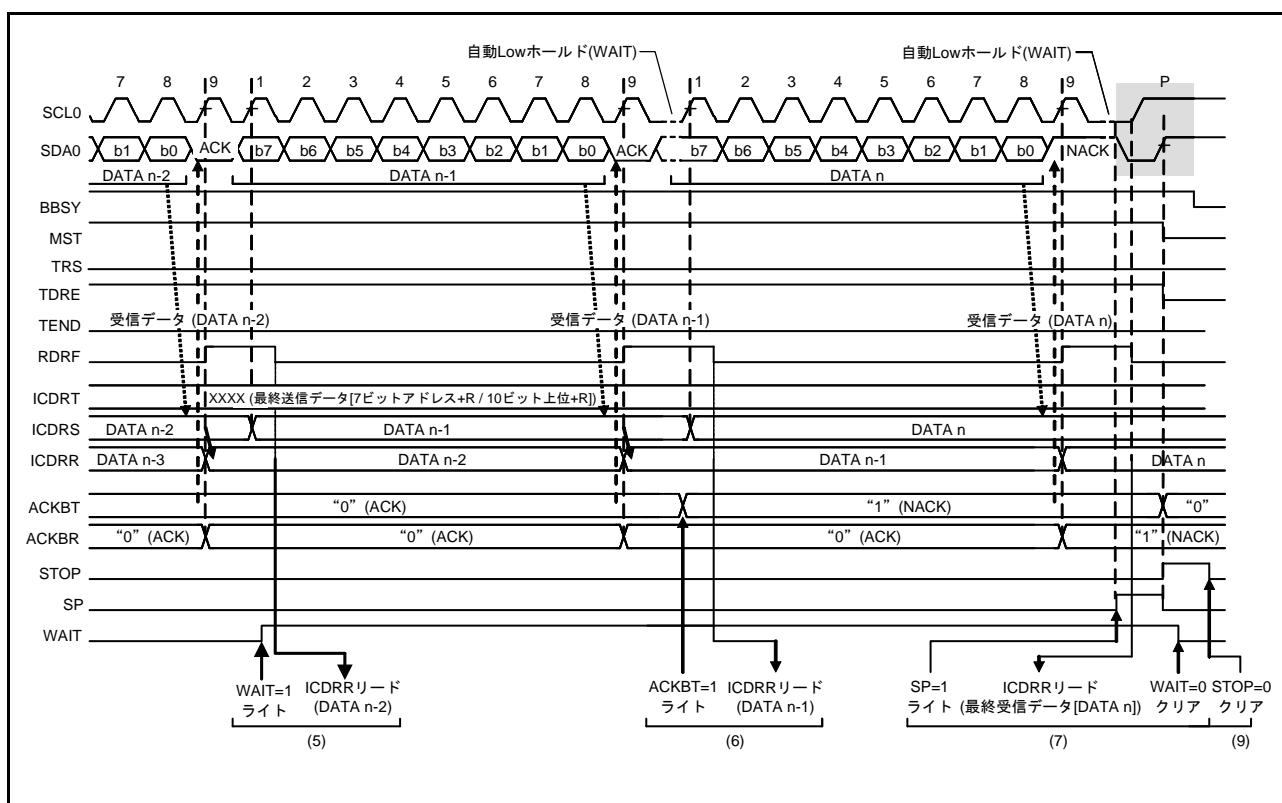 自動Lowホールド(WAIT) 自動Lowホールド(WAIT)
7 8 9 1 2 3 4 5 6 7 8 9 1 2 3 4 5 6 7 8 9 P
SCL0
SDA0 b1 b0 ACK b7 b6 b5 b4 b3 b2 b1 b0 ACK b7 b6 b5 b4 b3 b2 b1 b0 NACK
DATA n-2 DATA n-1 DATA n
BBSY
MST
TRS
TDRE
受信データ (DATA n-2) 受信データ (DATA n-1) 受信データ (DATA n)
TEND
RDRF
ICDRT XXXX (最終送信データ[7ビットアドレス+R / 10ビット上位+R])
ICDRS DATA n-2 DATA n-1 DATA n
ICDRR DATA n-3 DATA n-2 DATA n-1 DATA n
ACKBT “0” (ACK) “1” (NACK) “0”
ACKBR “0” (ACK) “0” (ACK) “0” (ACK) “1” (NACK)
STOP
SP
WAIT
WAIT=1 ICDRRリード ACKBT=1 ICDRRリード SP=1 ICDRRリード WAIT=0 STOP=0
ライト (DATA n-2) ライト (DATA n-1) ライト (最終受信データ[DATA n]) クリア クリア
(5) (6) (7) (9)